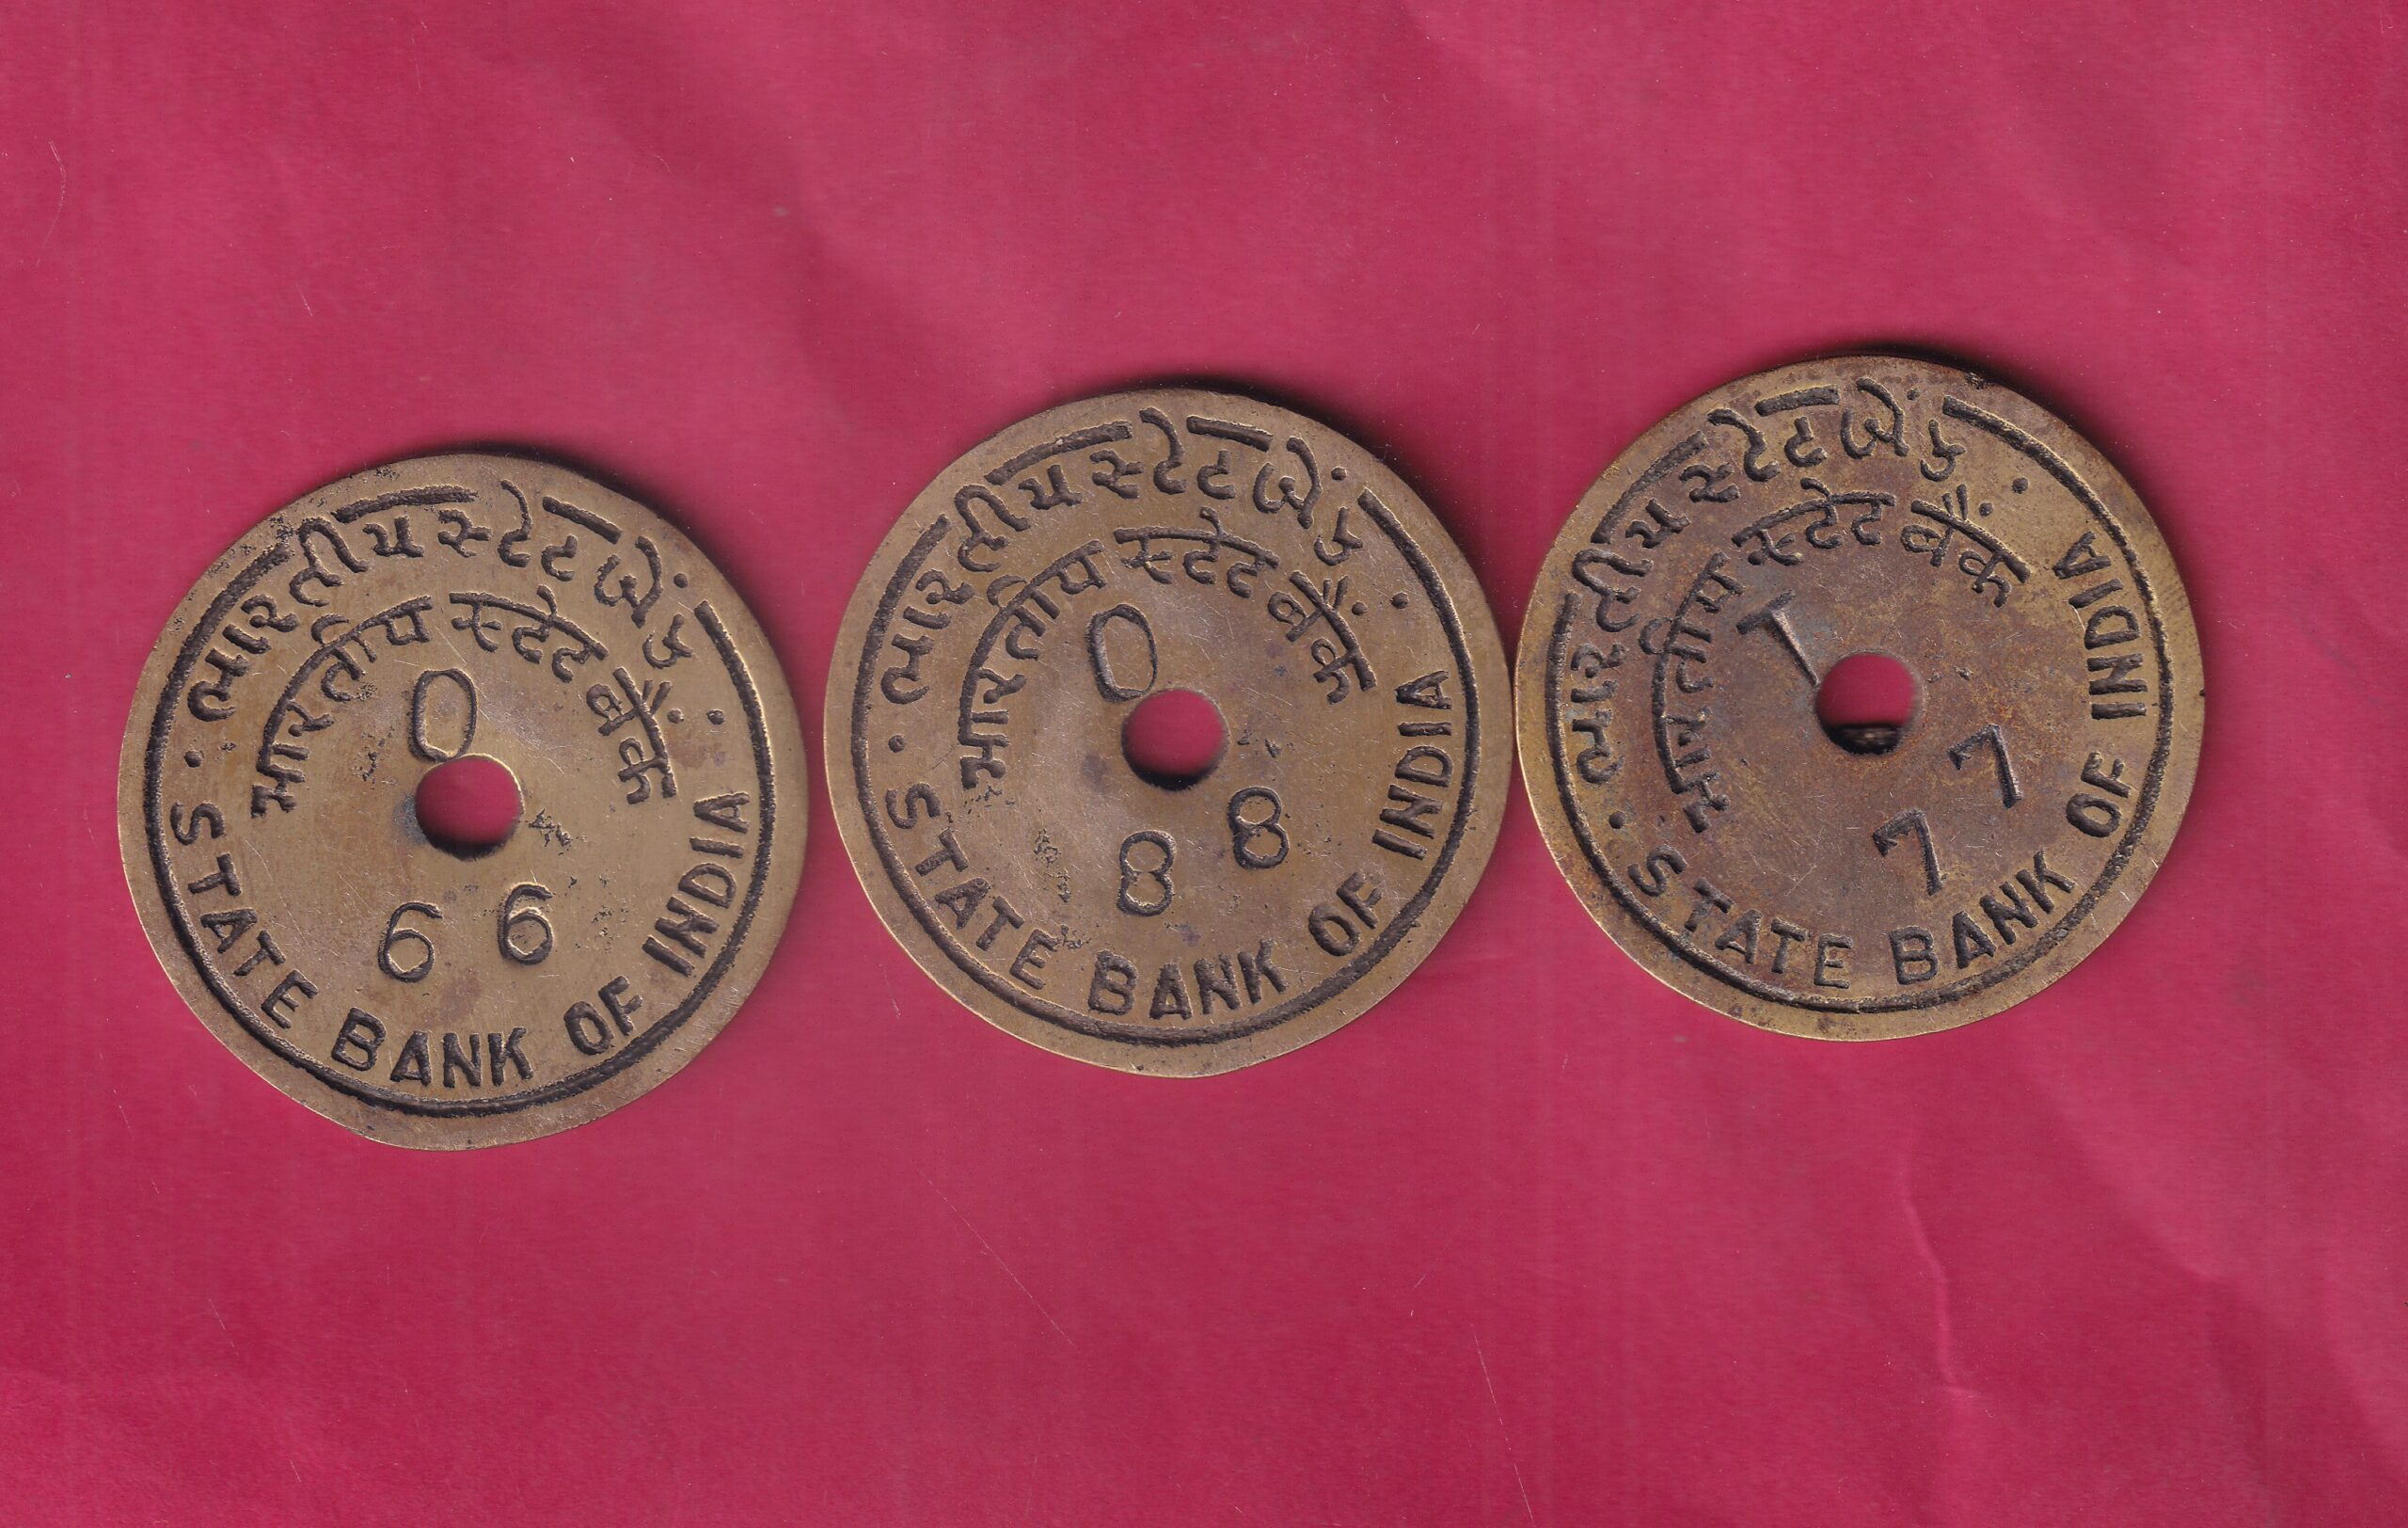 ભારતીય સ્ટેટ બેંક
भारतीय स्टेट बैंक
0
66
STATE BANK OF INDIA
ભારતીય સ્ટેટ બેંક
भारतीय स्टेट बैंक
0
88
STATE BANK OF INDIA
ભારતીય સ્ટેટ બેંક
भारतीय स्टेट बैंक
T
77
STATE BANK OF INDIA